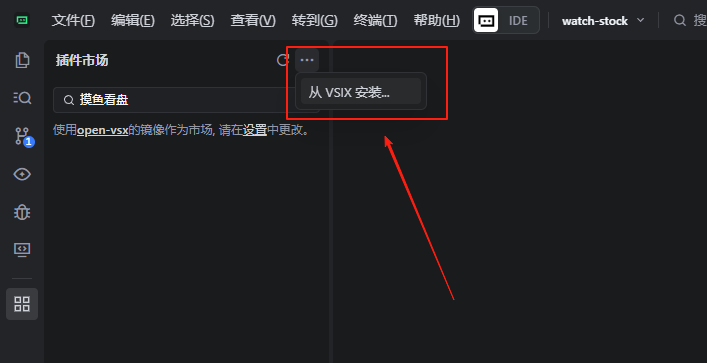 文件(F) 编辑(E) 选择(S) 查看(V) 转到(G) 终端(T) 帮助(H) IDE watch-stock 搜
插件市场
从 VSIX 安装...
摸鱼看盘
使用open-vsx的镜像作为市场, 请在设置中更改。
1